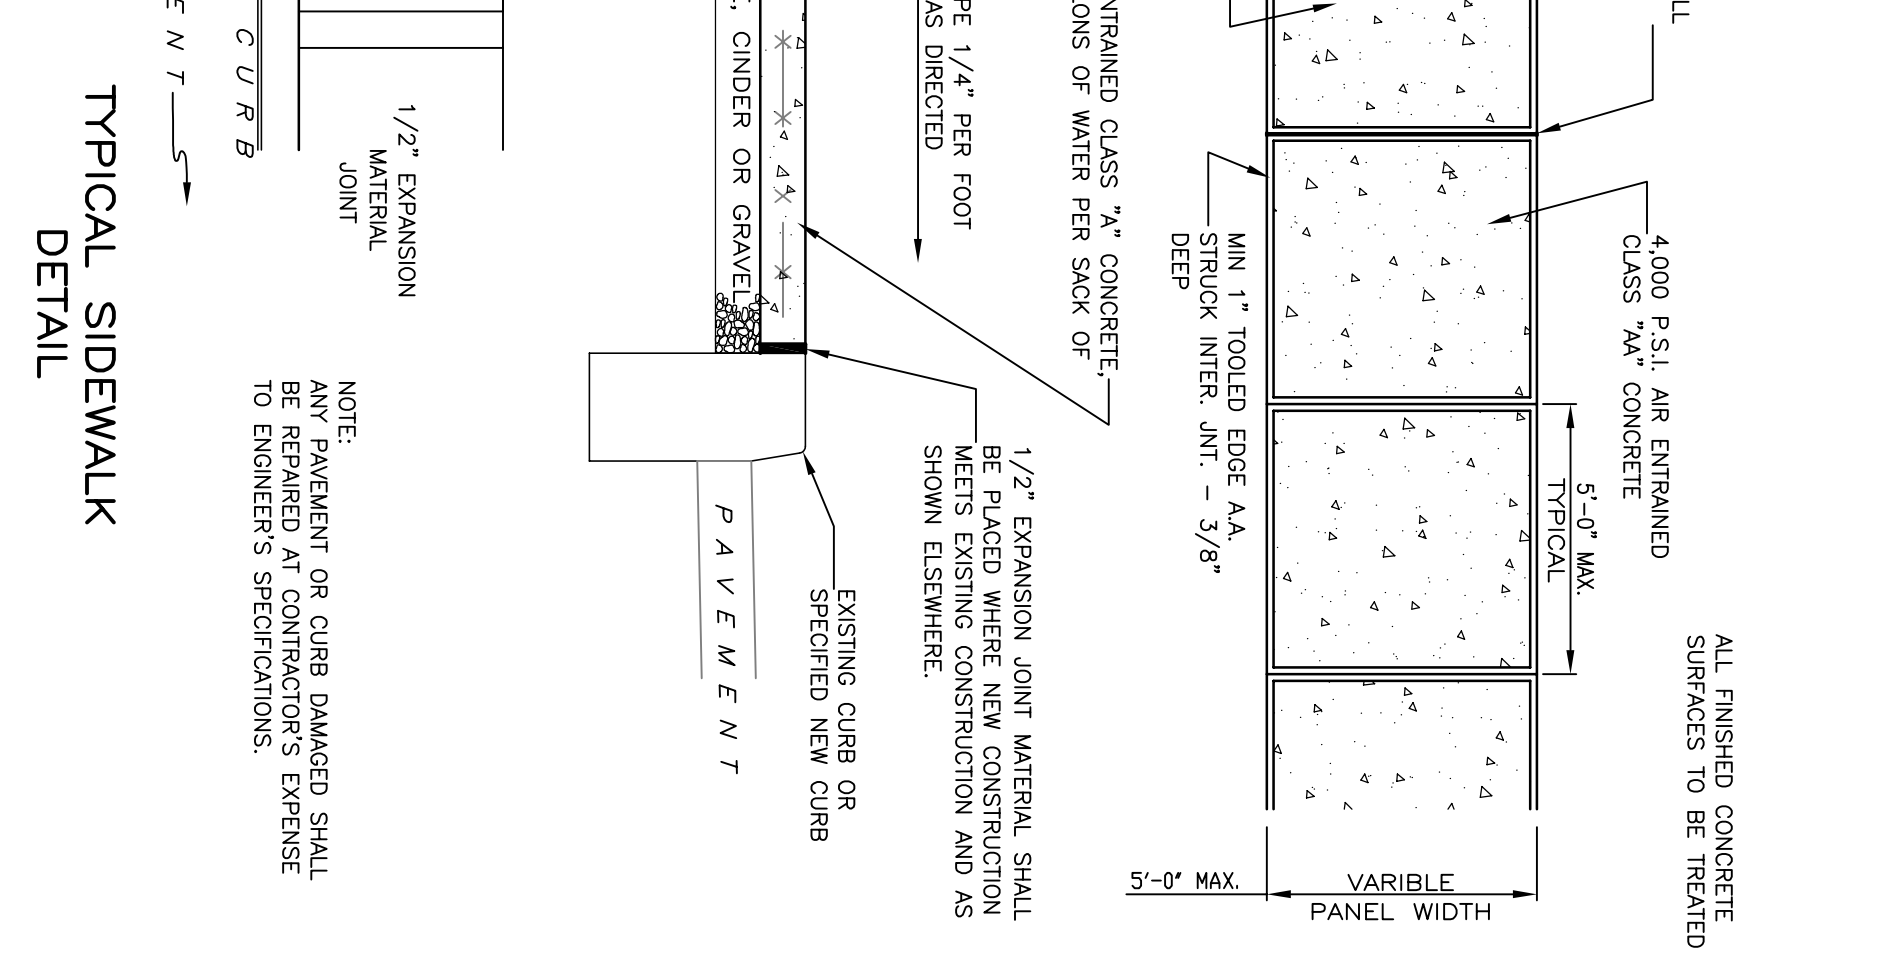 ALL FINISHED CONCRETE
SURFACES TO BE TREATED
4,000 P.S.I. AIR ENTRAINED
CLASS "AA" CONCRETE
5'-0" MAX.
TYPICAL
VARIBLE
PANEL WIDTH
5'-0" MAX.
MIN 1" TOOLED EDGE A.A.
STRUCK INTER. JNT. - 3/8"
DEEP
NTRAINED CLASS "A" CONCRETE,
LONS OF WATER PER SACK OF
1/2" EXPANSION JOINT MATERIAL SHALL
BE PLACED WHERE NEW CONSTRUCTION
MEETS EXISTING CONSTRUCTION AND AS
SHOWN ELSEWHERE.
PE 1/4" PER FOOT
AS DIRECTED
EXISTING CURB OR
SPECIFIED NEW CURB
, CINDER OR GRAVEL
PAVEMENT
1/2" EXPANSION
MATERIAL
JOINT
CURB
ENT
NOTE:
ANY PAVEMENT OR CURB DAMAGED SHALL
BE REPAIRED AT CONTRACTOR'S EXPENSE
TO ENGINEER'S SPECIFICATIONS.
TYPICAL SIDEWALK
DETAIL